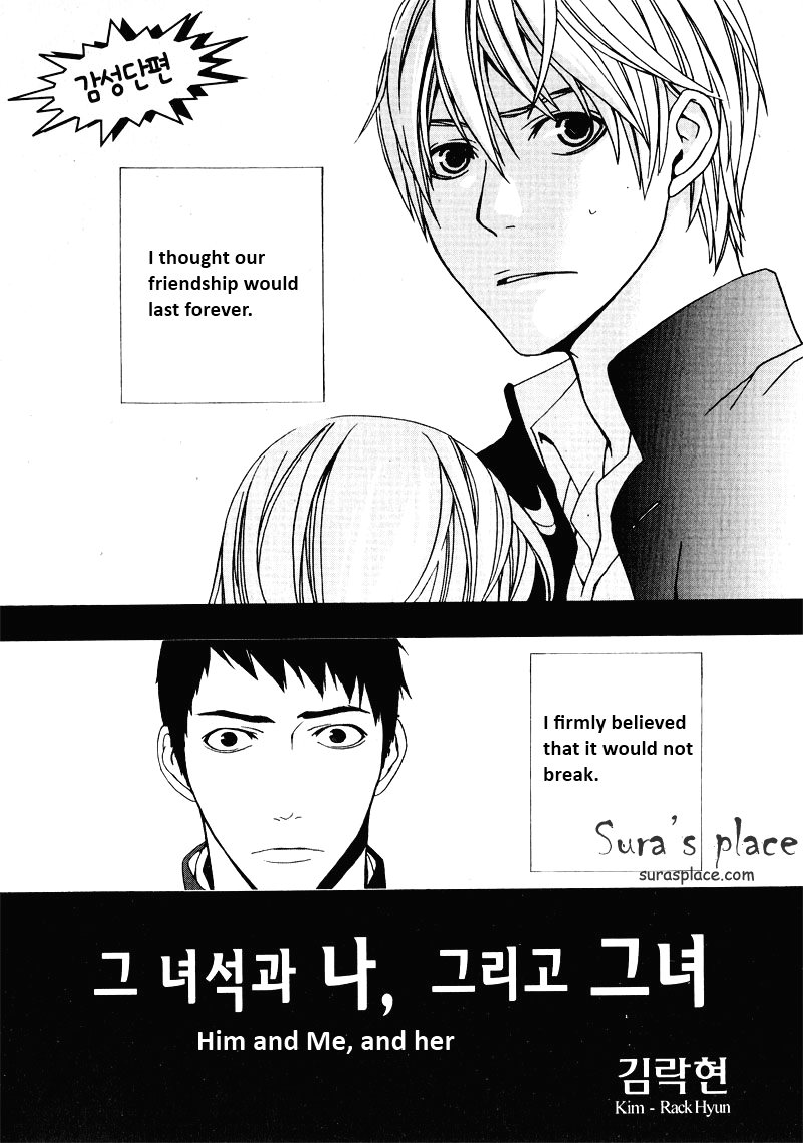 감성단편
I thought our
friendship would
last forever.
I firmly believed
that it would not
break.
Sura's place
surasplace.com
그 녀석과 나, 그리고 그녀
Him and Me, and her
김락현
Kim - Rack Hyun